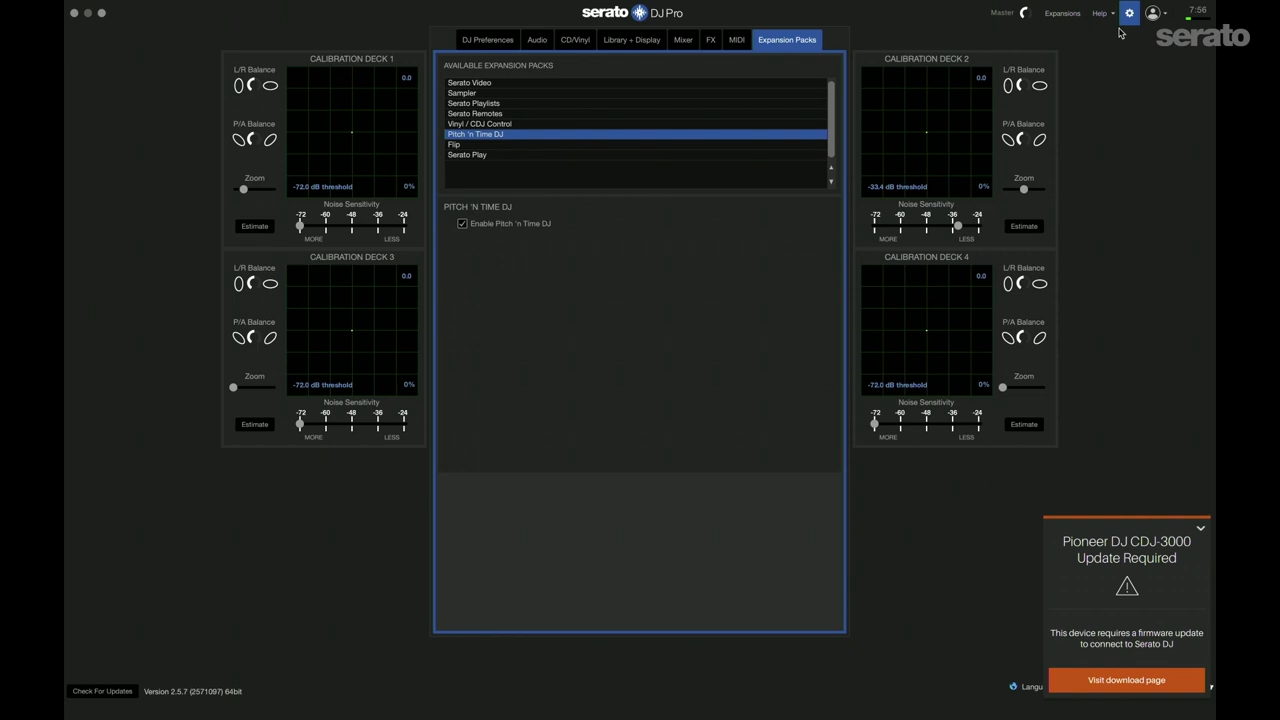 serato DJ Pro
Master
Expansions
Help
7:56
serato
DJ Preferences
Audio
CD/Vinyl
Library + Display
Mixer
FX
MIDI
Expansion Packs
CALIBRATION DECK 1
L/R Balance
0.0
P/A Balance
Zoom
-72.0 dB threshold
0%
Noise Sensitivity
-72 -60 -48 -36 -24
Estimate
MORE
LESS
CALIBRATION DECK 3
L/R Balance
0.0
P/A Balance
Zoom
-72.0 dB threshold
0%
Noise Sensitivity
-72 -60 -48 -36 -24
Estimate
MORE
LESS
AVAILABLE EXPANSION PACKS
Serato Video
Sampler
Serato Playlists
Serato Remotes
Vinyl / CDJ Control
Pitch 'n Time DJ
Flip
Serato Play
PITCH 'N TIME DJ
Enable Pitch 'n Time DJ
CALIBRATION DECK 2
0.0
L/R Balance
P/A Balance
Zoom
-33.4 dB threshold
0%
Noise Sensitivity
-72 -60 -48 -36 -24
Estimate
MORE
LESS
CALIBRATION DECK 4
0.0
L/R Balance
P/A Balance
Zoom
-72.0 dB threshold
0%
Noise Sensitivity
-72 -60 -48 -36 -24
Estimate
MORE
LESS
Pioneer DJ CDJ-3000
Update Required
This device requires a firmware update
to connect to Serato DJ
Visit download page
Check For Updates
Version 2.5.7 (2571097) 64bit
Langu